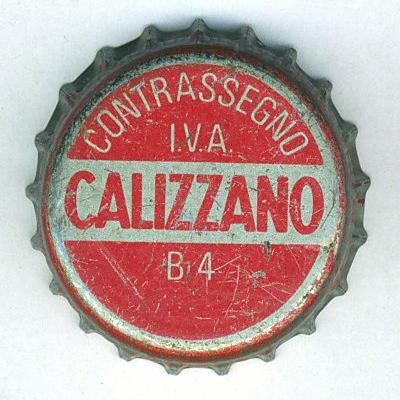 CONTRASSEGNO
I.V.A.
CALIZZANO
B 4